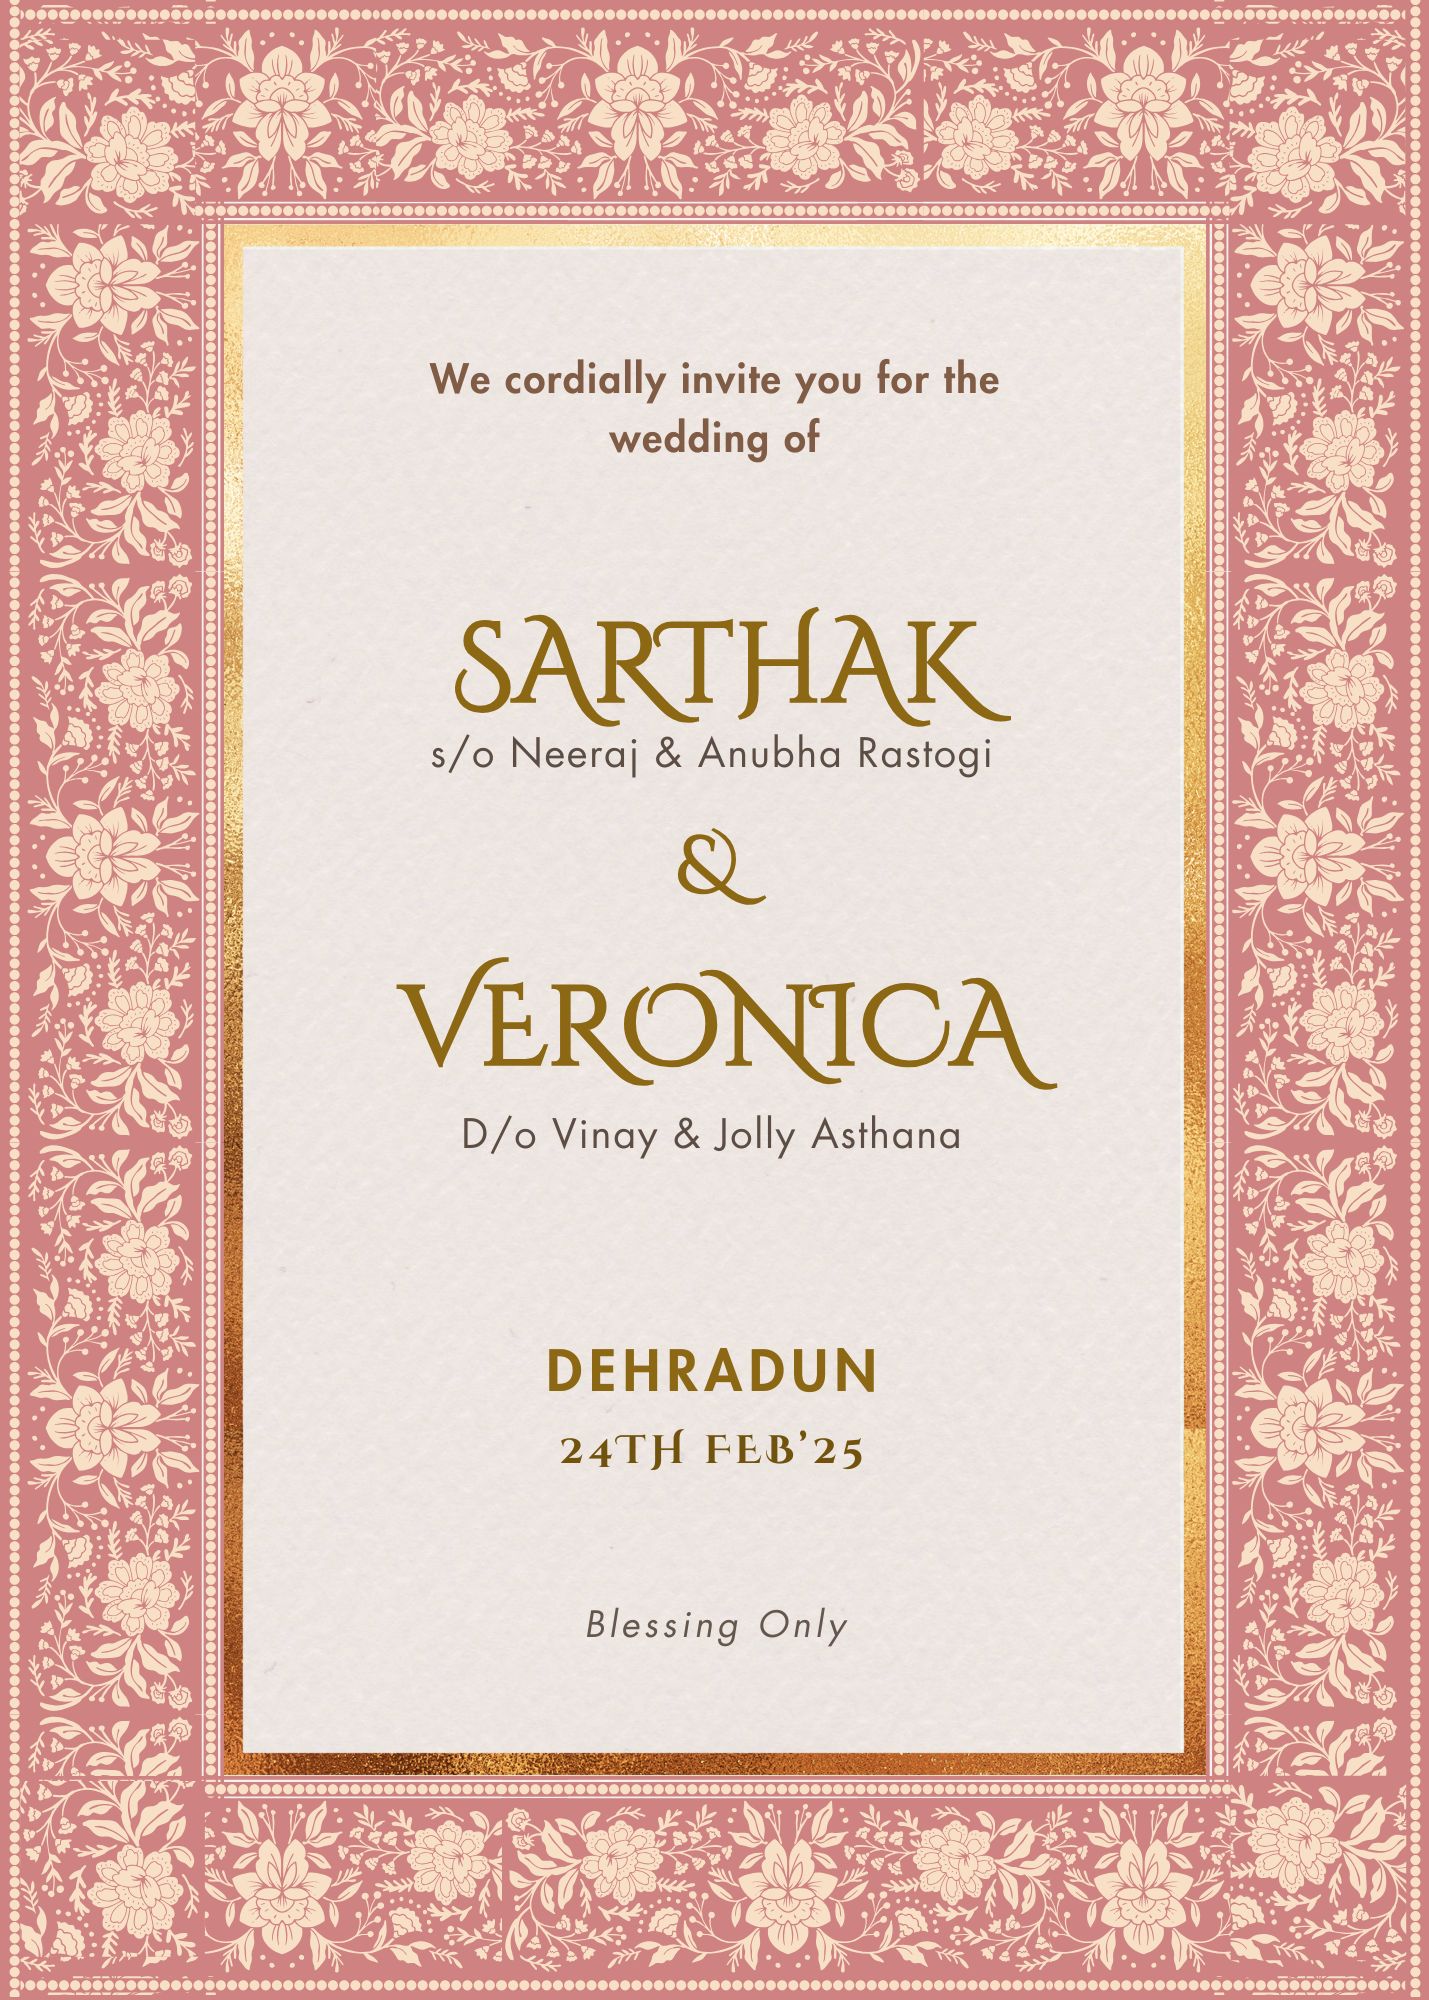 We cordially invite you for the
wedding of
SARTHAK
s/o Neeraj & Anubha Rastogi
&
VERONICA
D/o Vinay & Jolly Asthana
DEHRADUN
24TH FEB'25
Blessing Only